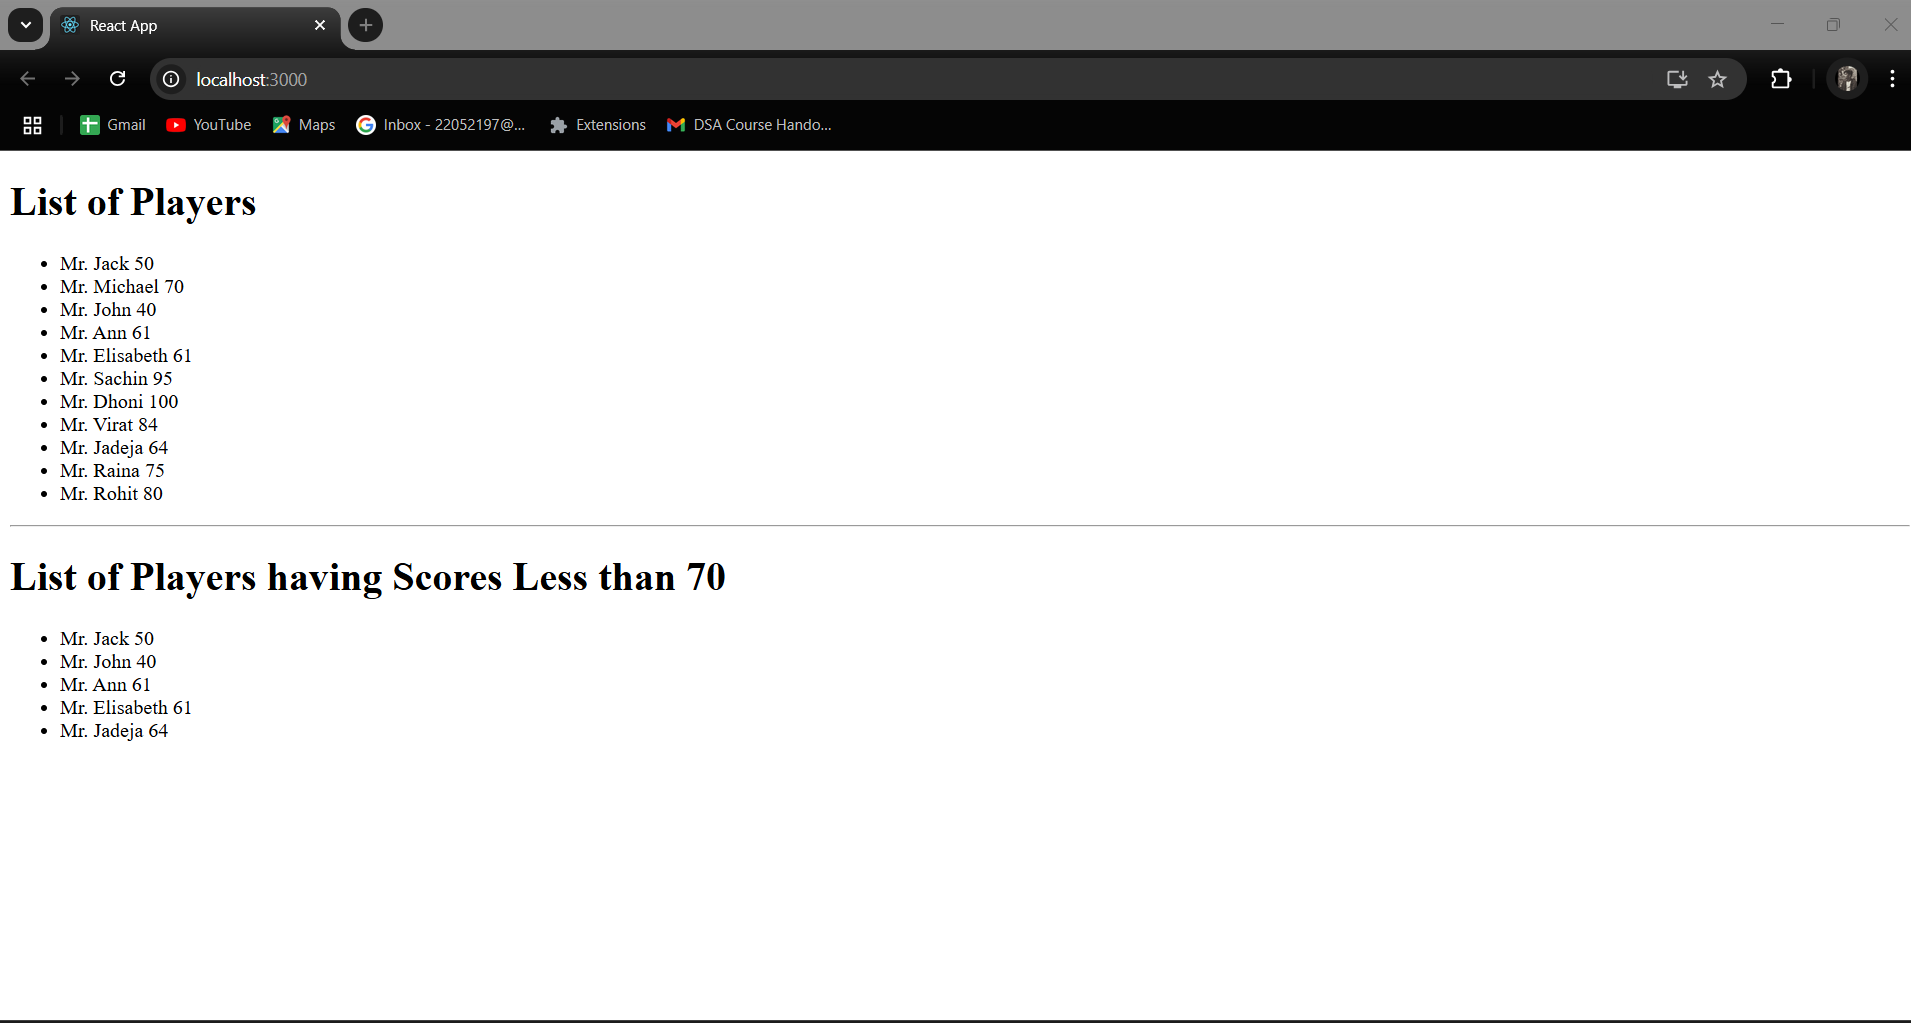 React App
localhost:3000
Gmail YouTube Maps Inbox - 22052197@... Extensions DSA Course Hando...
List of Players
Mr. Jack 50
Mr. Michael 70
Mr. John 40
Mr. Ann 61
Mr. Elisabeth 61
Mr. Sachin 95
Mr. Dhoni 100
Mr. Virat 84
Mr. Jadeja 64
Mr. Raina 75
Mr. Rohit 80
List of Players having Scores Less than 70
Mr. Jack 50
Mr. John 40
Mr. Ann 61
Mr. Elisabeth 61
Mr. Jadeja 64